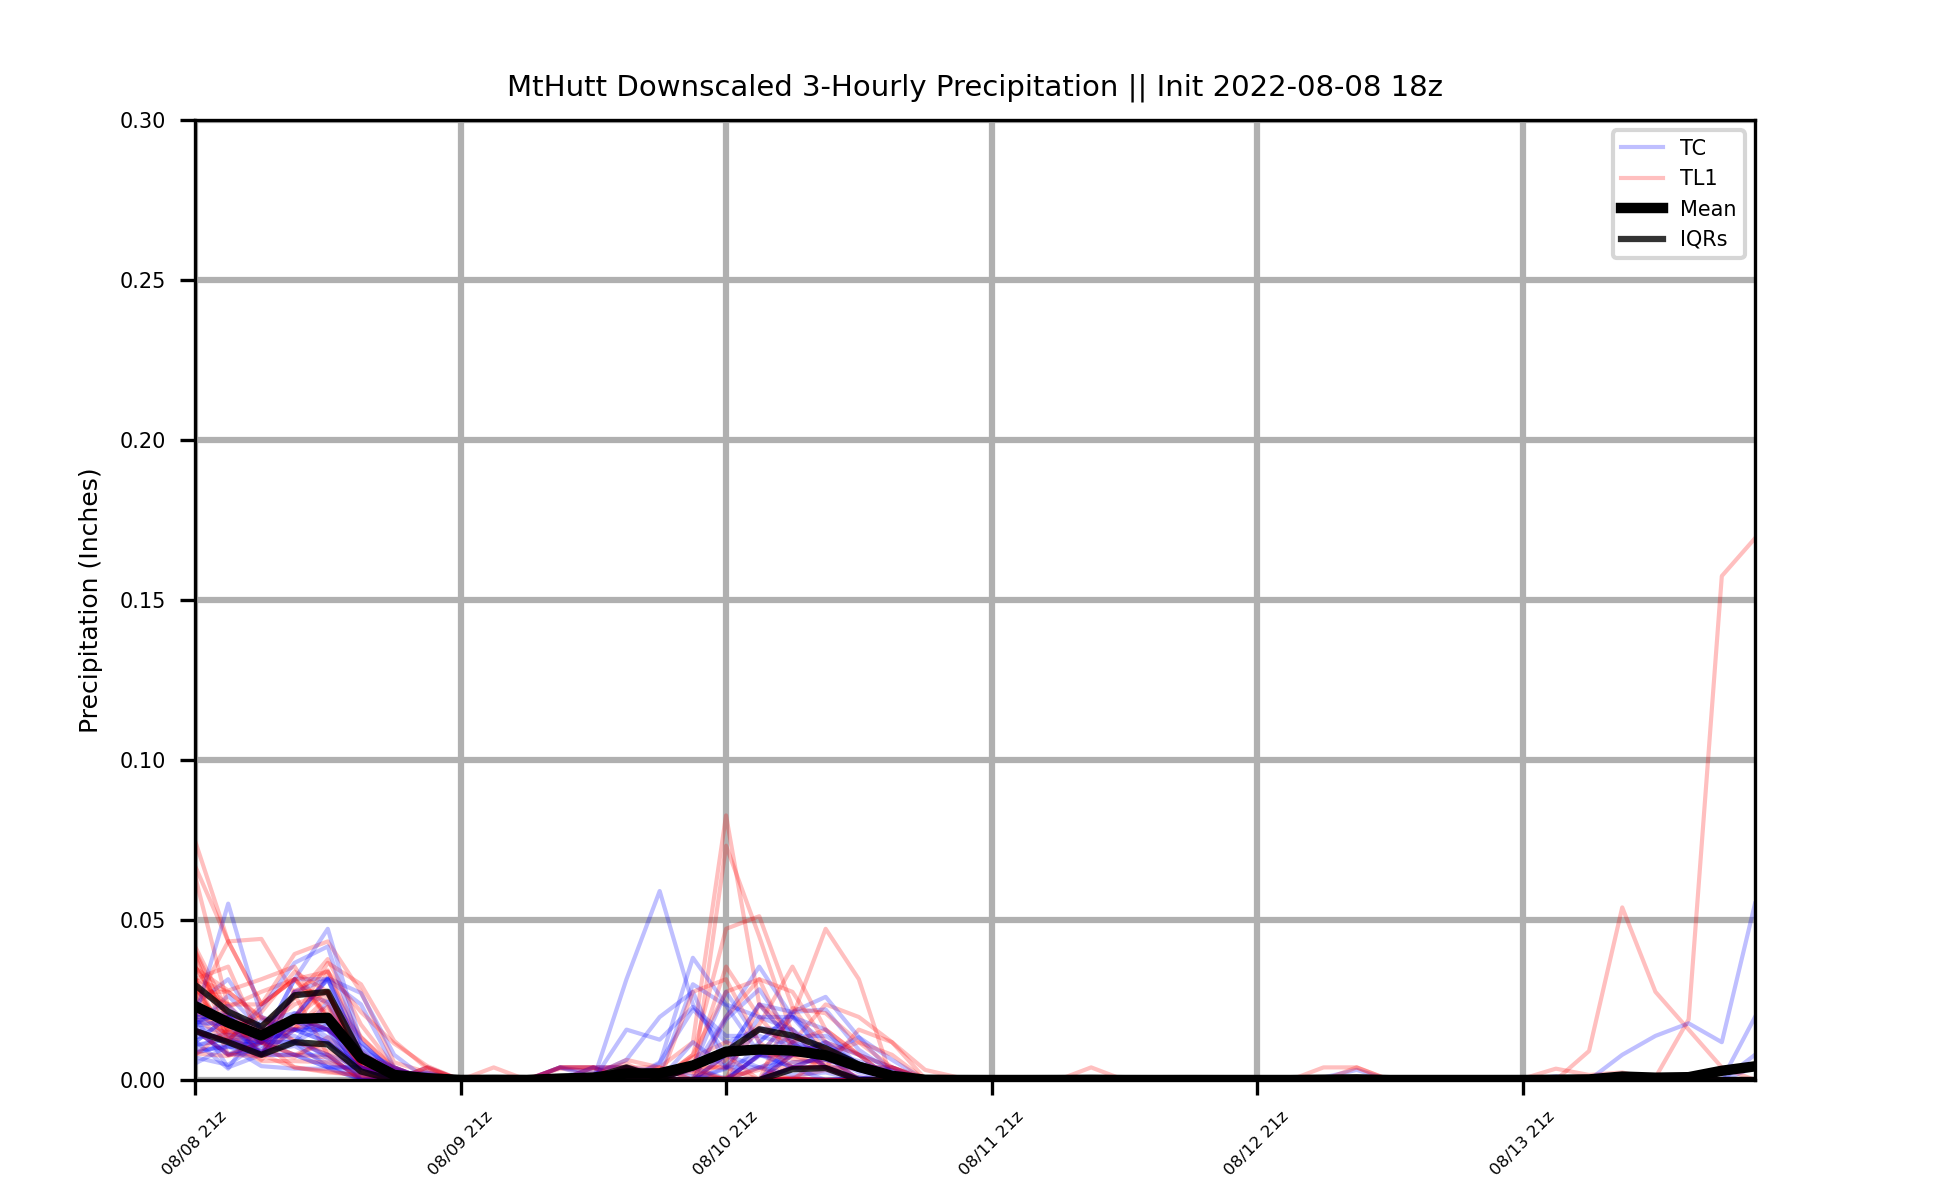 MtHutt Downscaled 3-Hourly Precipitation || Init 2022-08-08 18z
TC
TL1
Mean
IQRs
Precipitation (Inches)
0.30
0.25
0.20
0.15
0.10
0.05
0.00
08/08 21z
08/09 21z
08/10 21z
08/11 21z
08/12 21z
08/13 21z